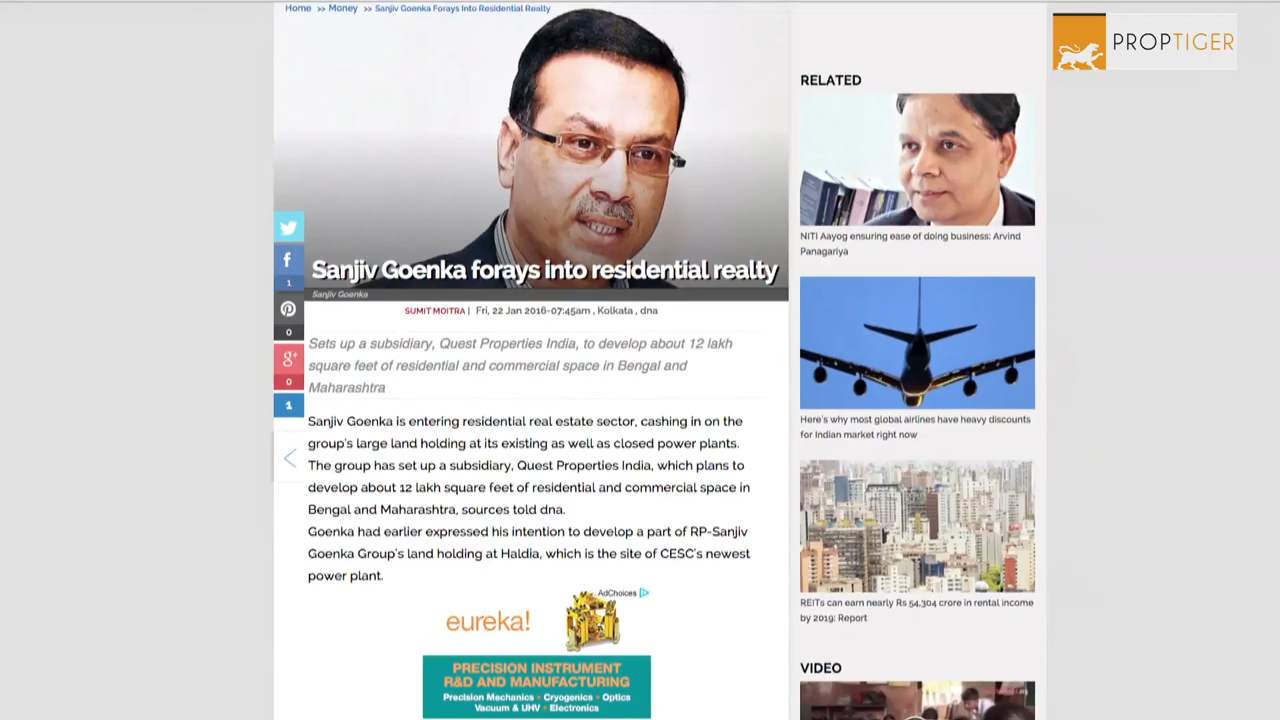 Home >> Money >> Sanjiv Goenka Forays Into Residential Realty
PROPTIGER
Sanjiv Goenka forays into residential realty
Sanjiv Goenka
SUMIT MOITRA | Fri, 22 Jan 2016-07:45am , Kolkata , dna
Sets up a subsidiary, Quest Properties India, to develop about 12 lakh
square feet of residential and commercial space in Bengal and
Maharashtra
Sanjiv Goenka is entering residential real estate sector, cashing in on the
group's large land holding at its existing as well as closed power plants.
The group has set up a subsidiary, Quest Properties India, which plans to
develop about 12 lakh square feet of residential and commercial space in
Bengal and Maharashtra, sources told dna.
Goenka had earlier expressed his intention to develop a part of RP-Sanjiv
Goenka Group's land holding at Haldia, which is the site of CESC's newest
power plant.
f
1
0
g+
0
1
AdChoices
eureka!
PRECISION INSTRUMENT
R&D AND MANUFACTURING
Precision Mechanics • Cryogenics • Optics
Vacuum & UHV • Electronics
RELATED
NITI Aayog ensuring ease of doing business: Arvind
Panagariya
Here's why most global airlines have heavy discounts
for Indian market right now
REITs can earn nearly Rs 54,304 crore in rental income
by 2019: Report
VIDEO